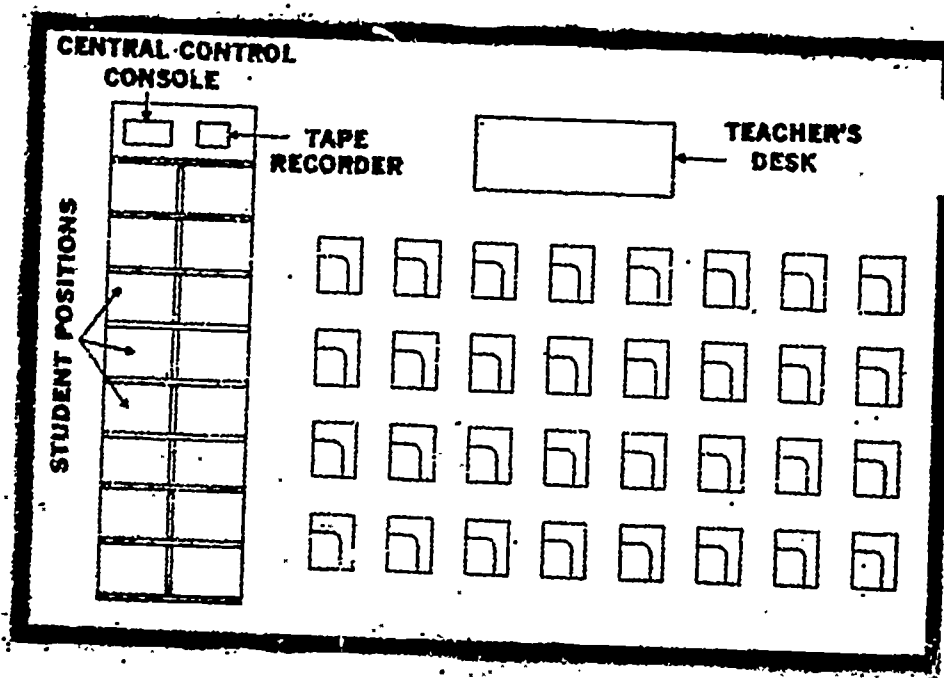 CENTRAL CONTROL
CONSOLE
TAPE
RECORDER
TEACHER'S
DESK
STUDENT POSITIONS